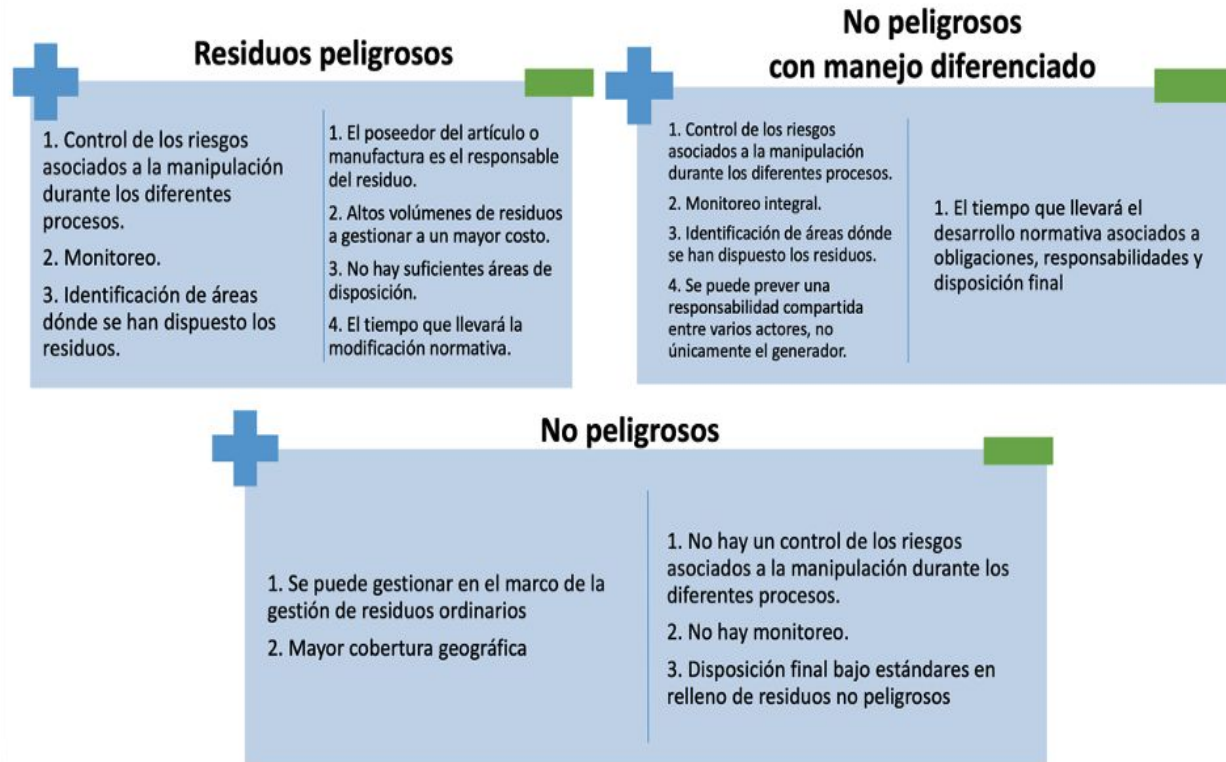 Residuos peligrosos
1. Control de los riesgos
asociados a la manipulación
durante los diferentes
procesos.
2. Monitoreo.
3. Identificación de áreas
dónde se han dispuesto los
residuos.
1. El poseedor del artículo o
manufactura es el responsable
del residuo.
2. Altos volúmenes de residuos
a gestionar a un mayor costo.
3. No hay suficientes áreas de
disposición.
4. El tiempo que llevará la
modificación normativa.
No peligrosos
con manejo diferenciado
1. Control de los riesgos
asociados a la manipulación
durante los diferentes procesos.
2. Monitoreo integral.
3. Identificación de áreas dónde
se han dispuesto los residuos.
4. Se puede prever una
responsabilidad compartida
entre varios actores, no
únicamente el generador.
1. El tiempo que llevará el
desarrollo normativa asociados a
obligaciones, responsabilidades y
disposición final
No peligrosos
1. Se puede gestionar en el marco de la
gestión de residuos ordinarios
2. Mayor cobertura geográfica
1. No hay un control de los riesgos
asociados a la manipulación durante los
diferentes procesos.
2. No hay monitoreo.
3. Disposición final bajo estándares en
relleno de residuos no peligrosos